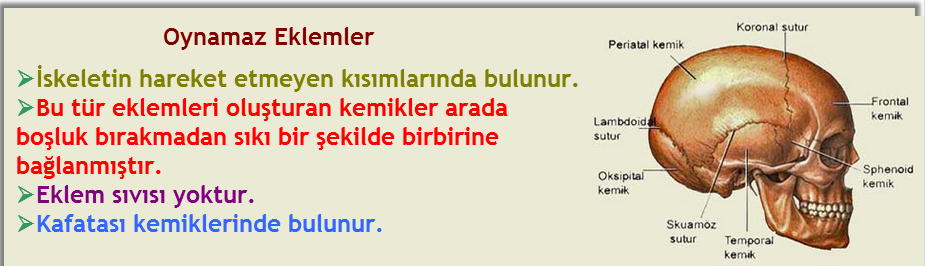 Oynamaz Eklemler
➢İskeletin hareket etmeyen kısımlarında bulunur.
➢Bu tür eklemleri oluşturan kemikler arada
boşluk bırakmadan sıkı bir şekilde birbirine
bağlanmıştır.
➢Eklem sıvısı yoktur.
➢Kafatası kemiklerinde bulunur.
Koronal sutur
Periatal kemik
Frontal
kemik
Lambdoidal
sutur
Sphenoid
kemik
Oksipital
kemik
Skuamöz
sutur
Temporal
kemik